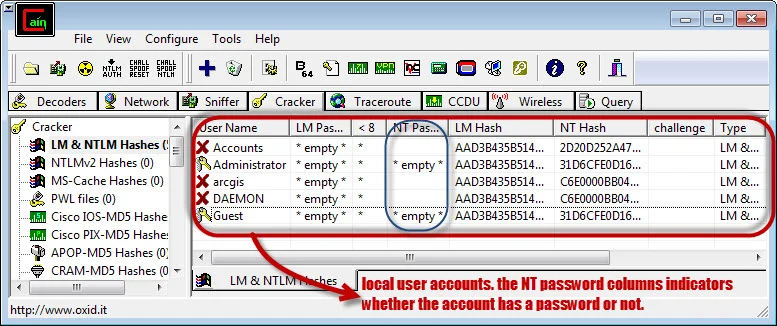 Cain
File View Configure Tools Help
NTLM AUTH CHALL SPOOF RESET CHALL SPOOF NTLM B 64
Decoders Network Sniffer Cracker Traceroute CCDU Wireless Query
Cracker
LM & NTLM Hashes (5)
NTLMv2 Hashes (0)
MS-Cache Hashes (0)
PWL files (0)
Cisco IOS-MD5 Hashe
Cisco PIX-MD5 Hashe
APOP-MD5 Hashes (0
CRAM-MD5 Hashes (
User Name LM Pas... < 8 NT Pas... LM Hash NT Hash challenge Type
Accounts * empty * * AAD3B435B514... 2D20D252A47... LM &...
Administrator * empty * * * empty * AAD3B435B514... 31D6CFE0D16... LM &...
arcgis * empty * * AAD3B435B514... C6E0000BB04... LM &...
DAEMON * empty * * AAD3B435B514... C6E0000BB04... LM &...
Guest * empty * * * empty * AAD3B435B514... 31D6CFE0D16... LM &...
LM & NTLM Hashes
local user accounts. the NT password columns indicators
whether the account has a password or not.
http://www.oxid.it